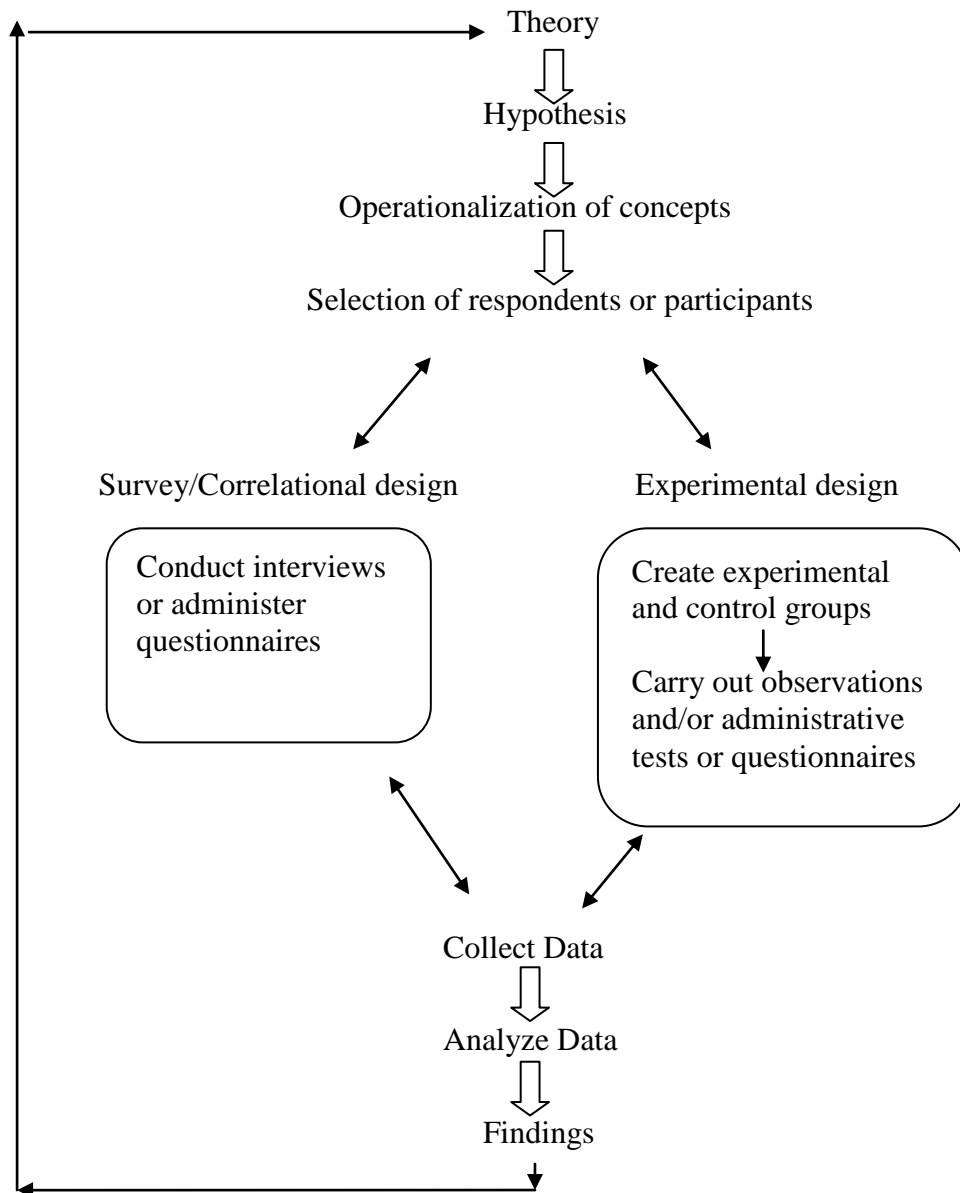 Theory
Hypothesis
Operationalization of concepts
Selection of respondents or participants
Survey/Correlational design
Conduct interviews
or administer
questionnaires
Experimental design
Create experimental
and control groups
Carry out observations
and/or administrative
tests or questionnaires
Collect Data
Analyze Data
Findings